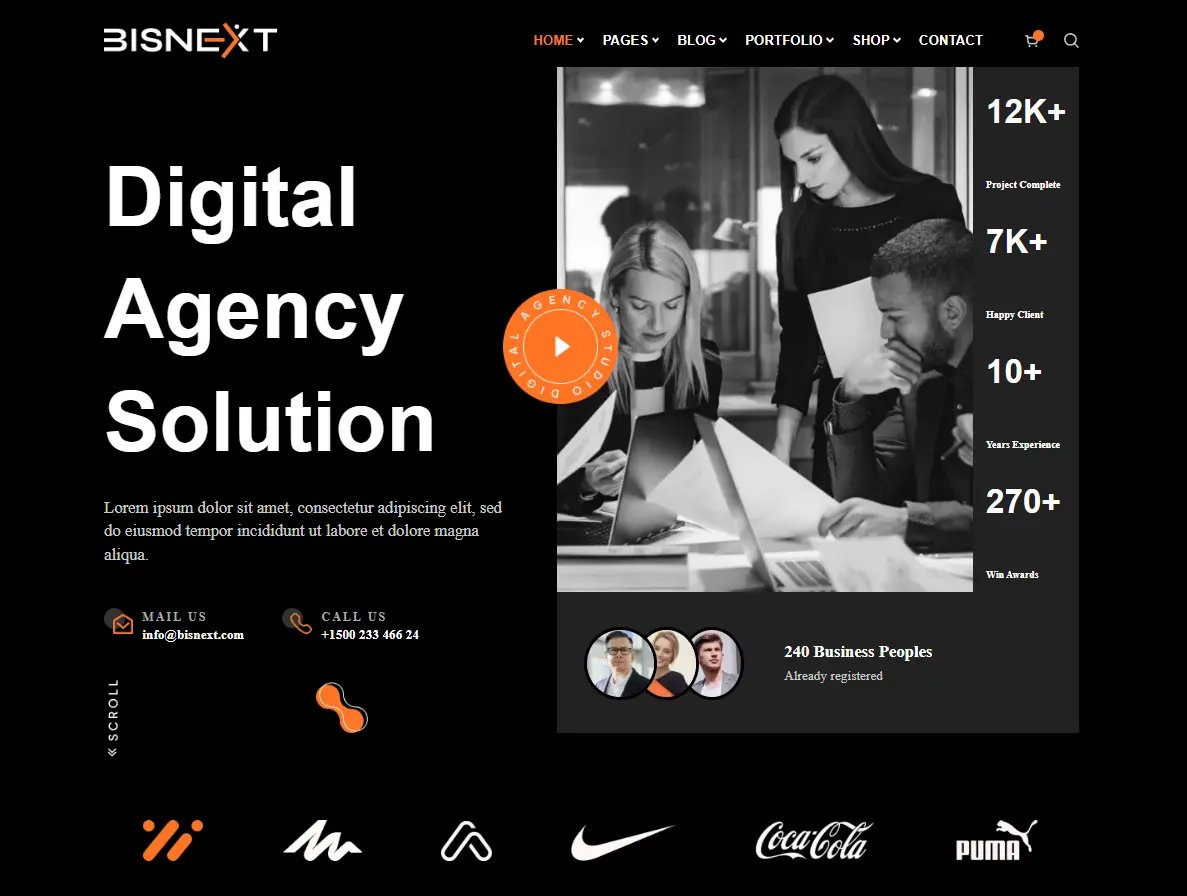 BISNEXT
HOME PAGES BLOG PORTFOLIO SHOP CONTACT
Digital
Agency
Solution
DIGITAL AGENCY STUDIO
12K+
Project Complete
7K+
Happy Client
10+
Years Experience
270+
Win Awards
Lorem ipsum dolor sit amet, consectetur adipiscing elit, sed
do eiusmod tempor incididunt ut labore et dolore magna
aliqua.
MAIL US
info@bisnext.com
CALL US
+1500 233 466 24
240 Business Peoples
Already registered
SCROLL
Coca-Cola
PUMA